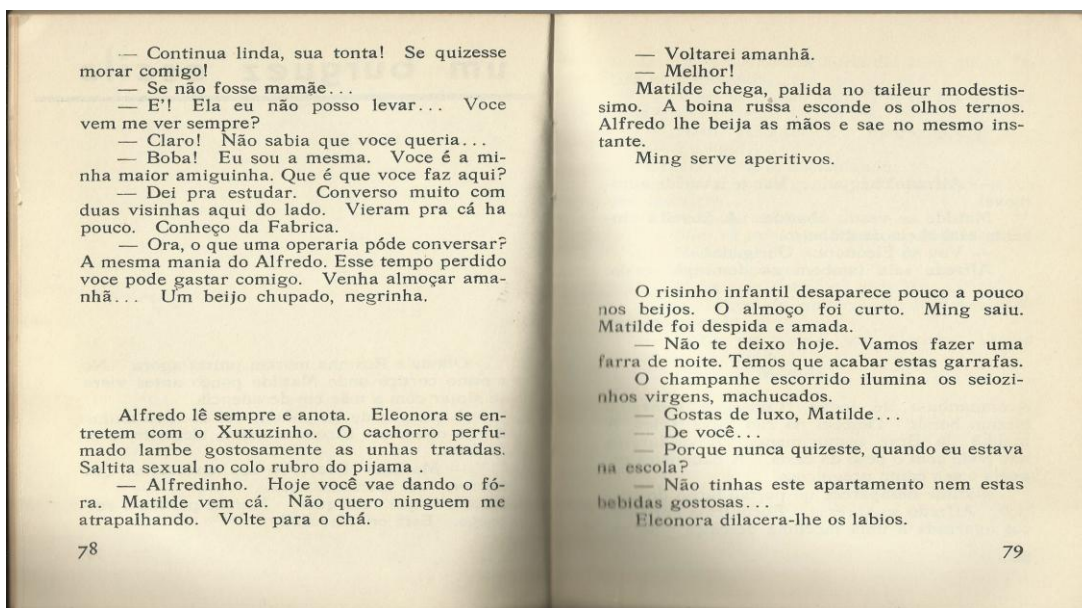 — Continua linda, sua tonta! Se quizesse
morar comigo!
— Se não fosse mamãe...
— E'! Ela eu não posso levar... Voce
vem me ver sempre?
— Claro! Não sabia que voce queria...
— Boba! Eu sou a mesma. Voce é a mi-
nha maior amiguinha. Que é que voce faz aqui?
— Dei pra estudar. Converso muito com
duas visinhas aqui do lado. Vieram pra cá ha
pouco. Conheço da Fabrica.
— Ora, o que uma operaria póde conversar?
A mesma mania do Alfredo. Esse tempo perdido
voce pode gastar comigo. Venha almoçar ama-
nhã... Um beijo chupado, negrinha.
Alfredo lê sempre e anota. Eleonora se en-
tretem com o Xuxuzinho. O cachorro perfu-
mado lambe gostosamente as unhas tratadas.
Saltita sexual no colo rubro do pijama .
— Alfredinho. Hoje você vae dando o fó-
ra. Matilde vem cá. Não quero ninguem me
atrapalhando. Volte para o chá.
78
— Voltarei amanhã.
— Melhor!
Matilde chega, palida no taileur modestis-
simo. A boina russa esconde os olhos ternos.
Alfredo lhe beija as mãos e sae no mesmo ins-
tante.
Ming serve aperitivos.
O risinho infantil desaparece pouco a pouco
nos beijos. O almoço foi curto. Ming saiu.
Matilde foi despida e amada.
— Não te deixo hoje. Vamos fazer uma
farra de noite. Temos que acabar estas garrafas.
O champanhe escorrido ilumina os seiozi-
nhos virgens, machucados.
— Gostas de luxo, Matilde...
— De você...
— Porque nunca quizeste, quando eu estava
na escola?
— Não tinhas este apartamento nem estas
bebidas gostosas...
Eleonora dilacera-lhe os labios.
79